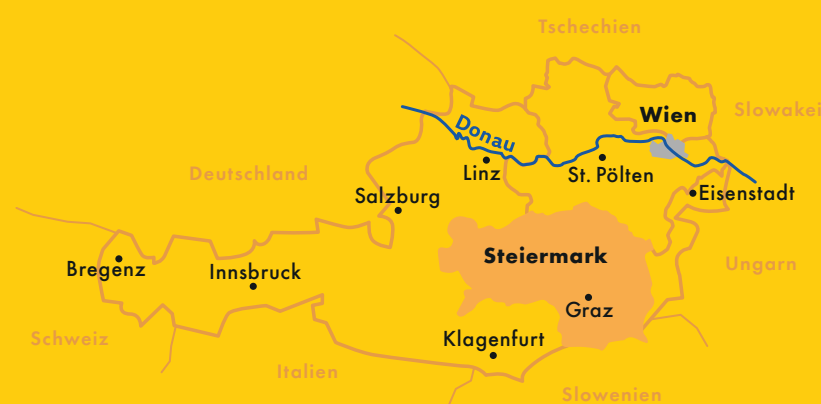 Tschechien
Wien
Slowakei
Donau
Linz
St. Pölten
Deutschland
Salzburg
Eisenstadt
Steiermark
Ungarn
Bregenz
Innsbruck
Graz
Schweiz
Klagenfurt
Italien
Slowenien